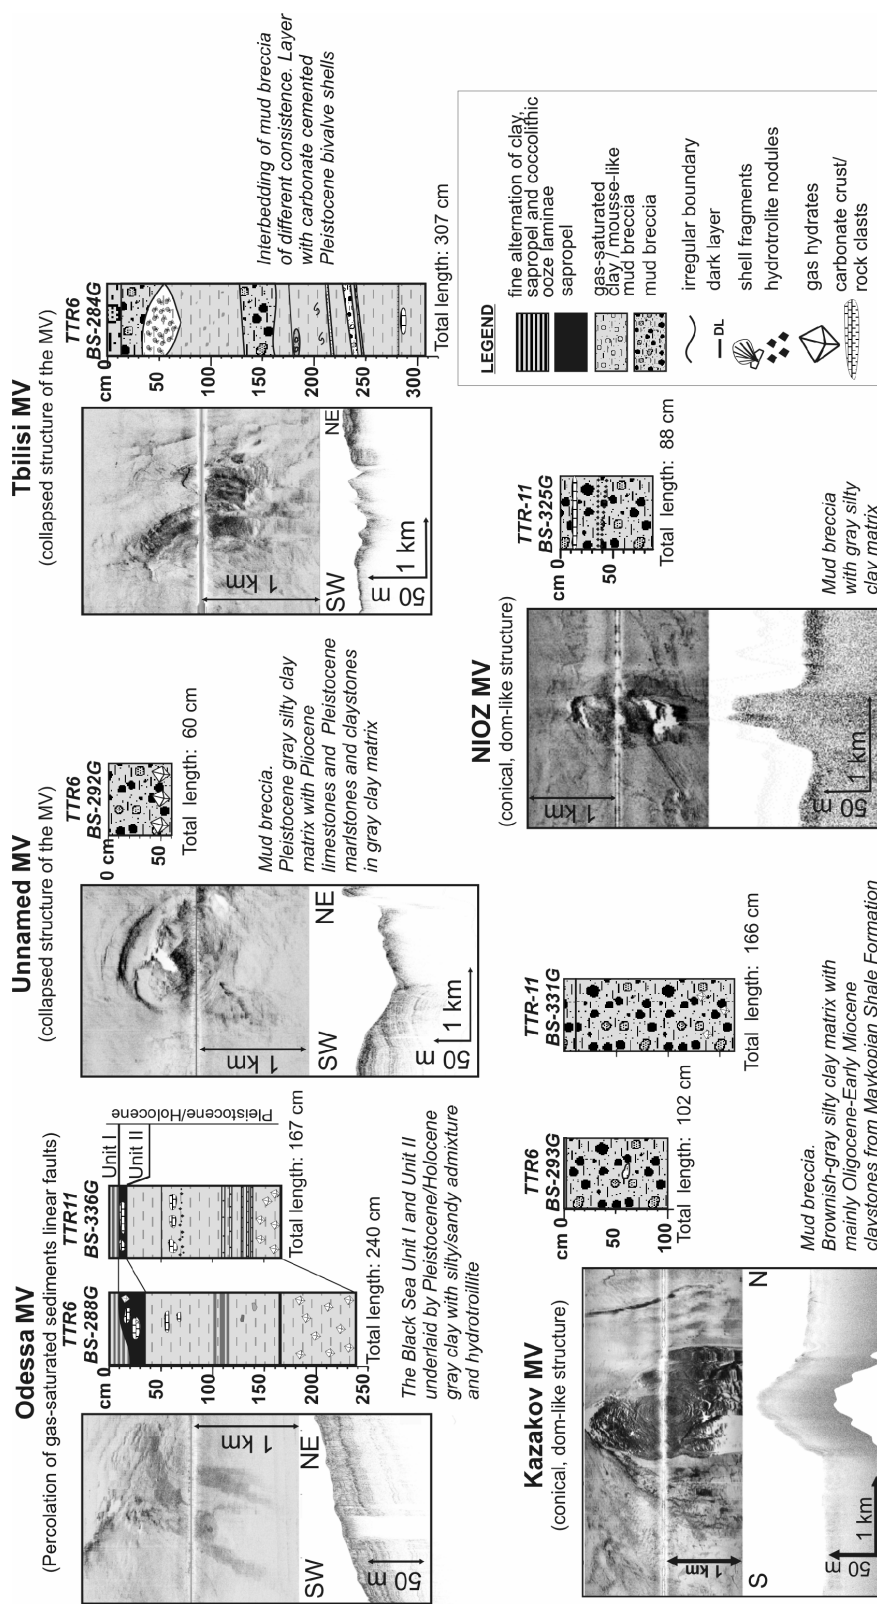 Odessa MV
(Percolation of gas-saturated sediments linear faults)
SW
NE
1 km
50 m
TTR6
BS-288G
TTR11
BS-336G
cm 0
50
100
150
200
250
Unit I
Unit II
Pleistocene/Holocene
Total length: 167 cm
Total length: 240 cm
The Black Sea Unit I and Unit II
underlaid by Pleistocene/Holocene
gray clay with silty/sandy admixture
and hydrotroillite
Unnamed MV
(collapsed structure of the MV)
1 km
SW
NE
50 m
1 km
TTR6
BS-292G
0 cm
50
Total length: 60 cm
Mud breccia.
Pleistocene gray silty clay
matrix with Pliocene
limestones and Pleistocene
marlstones and claystones
in gray clay matrix
Tbilisi MV
(collapsed structure of the MV)
1 km
SW
NE
50 m
1 km
TTR6
BS-284G
cm 0
50
100
150
200
250
300
Total length: 307 cm
Interbedding of mud breccia
of different consistence. Layer
with carbonate cemented
Pleistocene bivalve shells
Kazakov MV
(conical, dom-like structure)
1 km
S
N
50 m
1 km
TTR6
BS-293G
cm 0
50
100
Total length: 102 cm
TTR-11
BS-331G
Total length: 166 cm
Mud breccia.
Brownish-gray silty clay matrix with
mainly Oligocene-Early Miocene
claystones from Maykopian Shale Formation
NIOZ MV
(conical, dom-like structure)
1 km
50 m
1 km
TTR-11
BS-325G
cm 0
50
Total length: 88 cm
Mud breccia
with gray silty
clay matrix
LEGEND
fine alternation of clay,
sapropel and coccolithic
ooze laminae
sapropel
gas-saturated
clay / mousse-like
mud breccia
mud breccia
irregular boundary
DL
dark layer
shell fragments
hydrotrolite nodules
gas hydrates
carbonate crust/
rock clasts